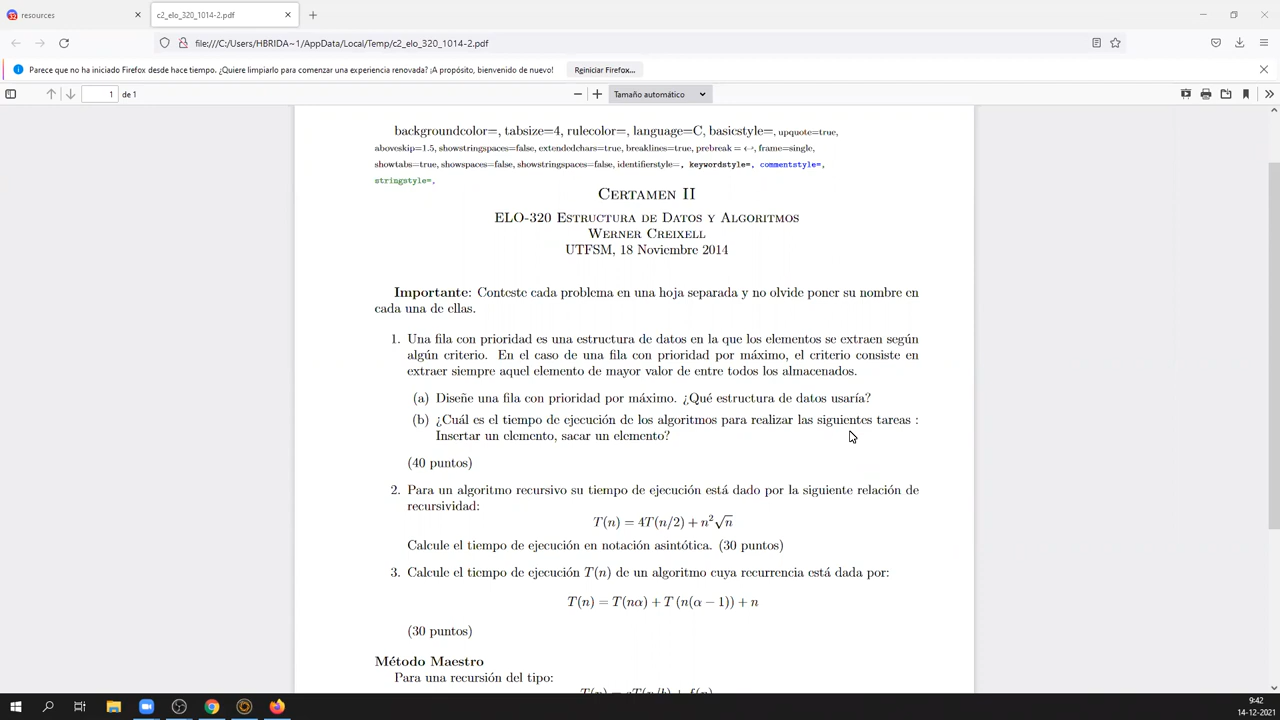 resources
c2_elo_320_1014-2.pdf
file:///C:/Users/HBRIDA~1/AppData/Local/Temp/c2_elo_320_1014-2.pdf
Parece que no ha iniciado Firefox desde hace tiempo. ¿Quiere limpiarlo para comenzar una experiencia renovada? ¡A propósito, bienvenido de nuevo! Reiniciar Firefox...
1 de 1 Tamaño automático
backgroundcolor=, tabsize=4, rulecolor=, language=C, basicstyle=, upquote=true,
aboveskip=1.5, showstringspaces=false, extendedchars=true, breaklines=true, prebreak = ↩, frame=single,
showtabs=true, showspaces=false, showstringspaces=false, identifierstyle=, keywordstyle=, commentstyle=,
stringstyle=,
Certamen II
ELO-320 Estructura de Datos y Algoritmos
Werner Creixell
UTFSM, 18 Noviembre 2014
Importante: Conteste cada problema en una hoja separada y no olvide poner su nombre en
cada una de ellas.
1. Una fila con prioridad es una estructura de datos en la que los elementos se extraen según
algún criterio. En el caso de una fila con prioridad por máximo, el criterio consiste en
extraer siempre aquel elemento de mayor valor de entre todos los almacenados.
(a) Diseñe una fila con prioridad por máximo. ¿Qué estructura de datos usaría?
(b) ¿Cuál es el tiempo de ejecución de los algoritmos para realizar las siguientes tareas :
Insertar un elemento, sacar un elemento?
(40 puntos)
2. Para un algoritmo recursivo su tiempo de ejecución está dado por la siguiente relación de
recursividad:
T(n) = 4T(n/2) + n²√n
Calcule el tiempo de ejecución en notación asintótica. (30 puntos)
3. Calcule el tiempo de ejecución T(n) de un algoritmo cuya recurrencia está dada por:
T(n) = T(nα) + T (n(α − 1)) + n
(30 puntos)
Método Maestro
Para una recursión del tipo:
T(n) = aT(n/b) + f(n)
9:42
14-12-2021